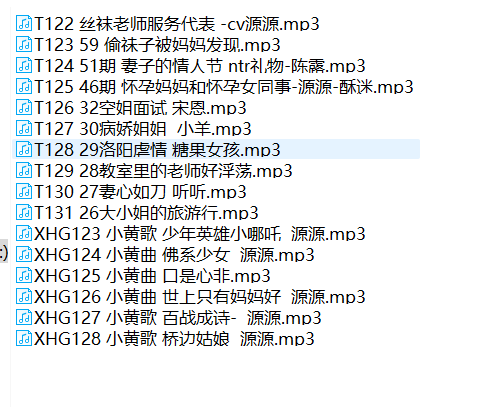 T122 丝袜老师服务代表 -cv源源.mp3
T123 59 偷袜子被妈妈发现.mp3
T124 51期 妻子的情人节 ntr礼物-陈露.mp3
T125 46期 怀孕妈妈和怀孕女同事-源源-酥迷.mp3
T126 32空姐面试 宋恩.mp3
T127 30病娇姐姐  小羊.mp3
T128 29洛阳虐情 糖果女孩.mp3
T129 28教室里的老师好淫荡.mp3
T130 27妻心如刀 听听.mp3
T131 26大小姐的旅游行.mp3
XHG123 小黄歌 少年英雄小哪吒  源源.mp3
XHG124 小黄曲 佛系少女  源源.mp3
XHG125 小黄曲 口是心非.mp3
XHG126 小黄曲 世上只有妈妈好  源源.mp3
XHG127 小黄歌 百战成诗-  源源.mp3
XHG128 小黄歌 桥边姑娘  源源.mp3